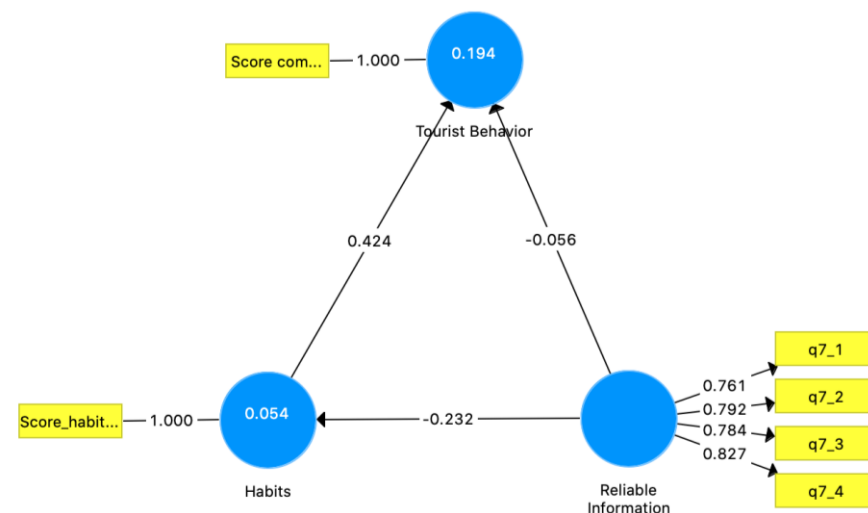 0.194
Score com...
1.000
Tourist Behavior
0.424
-0.056
q7_1
0.761
q7_2
0.792
0.784
q7_3
0.827
q7_4
Score_habit...
1.000
0.054
-0.232
Habits
Reliable
Information